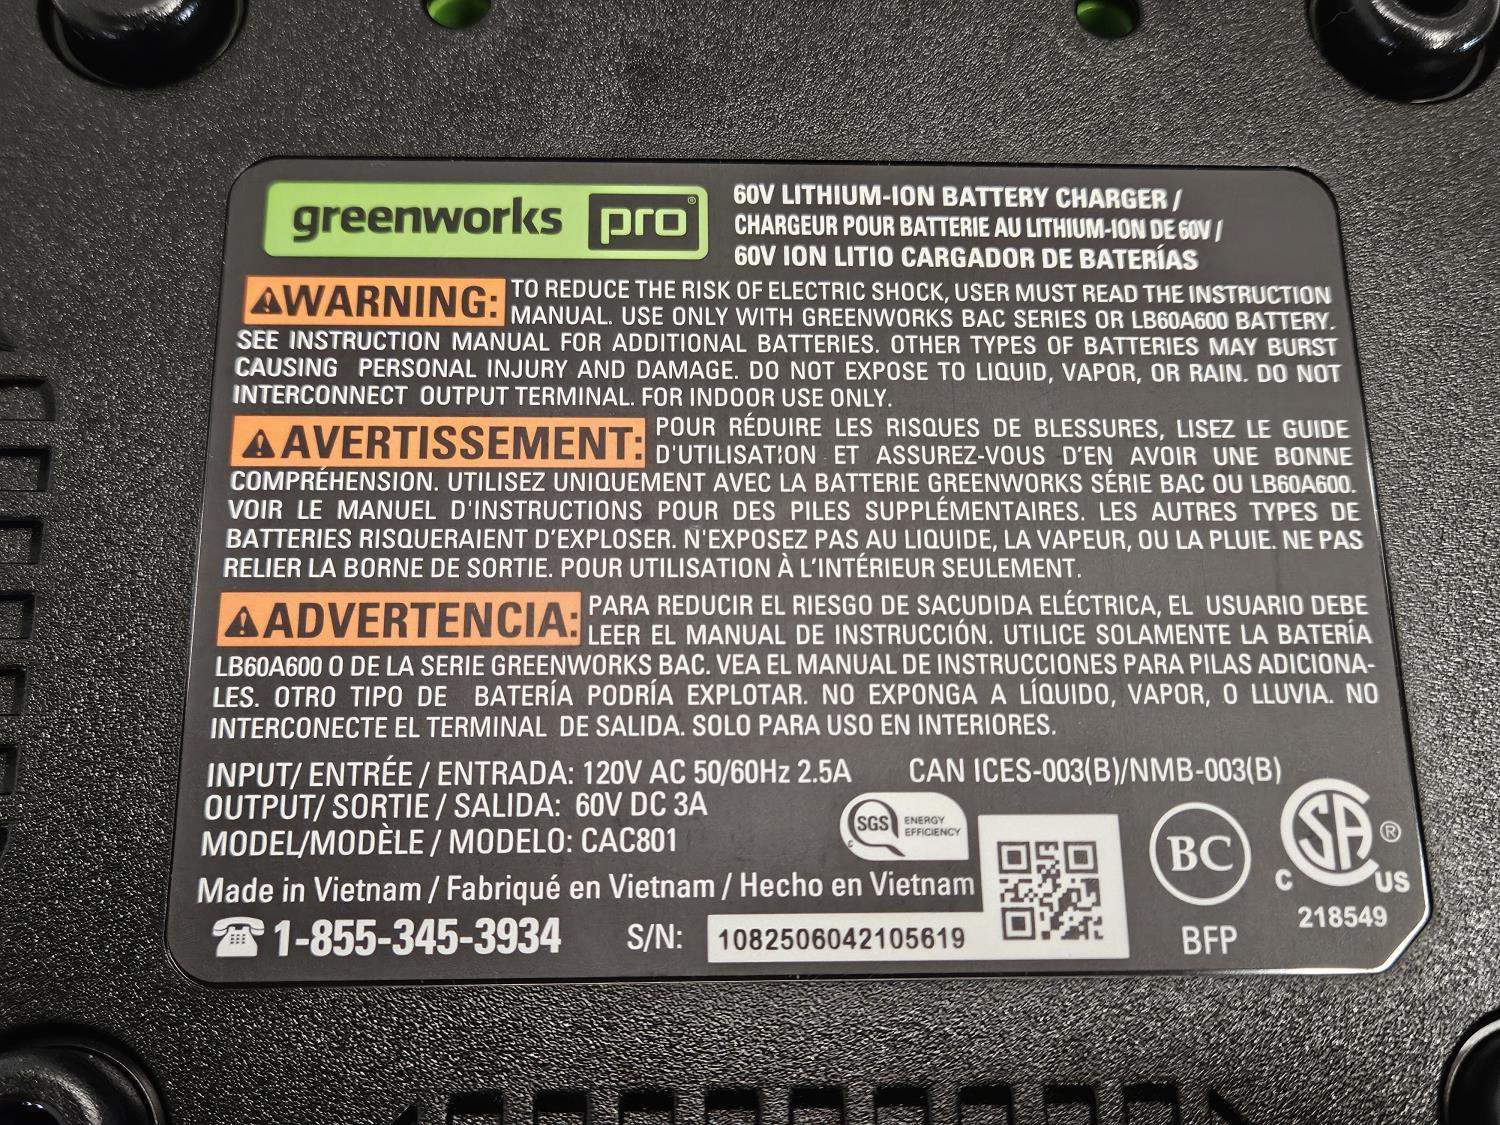 greenworks pro®
60V LITHIUM-ION BATTERY CHARGER /
CHARGEUR POUR BATTERIE AU LITHIUM-ION DE 60V /
60V ION LITIO CARGADOR DE BATERÍAS
WARNING: TO REDUCE THE RISK OF ELECTRIC SHOCK, USER MUST READ THE INSTRUCTION
MANUAL. USE ONLY WITH GREENWORKS BAC SERIES OR LB60A600 BATTERY.
SEE INSTRUCTION MANUAL FOR ADDITIONAL BATTERIES. OTHER TYPES OF BATTERIES MAY BURST
CAUSING PERSONAL INJURY AND DAMAGE. DO NOT EXPOSE TO LIQUID, VAPOR, OR RAIN. DO NOT
INTERCONNECT OUTPUT TERMINAL. FOR INDOOR USE ONLY.
AVERTISSEMENT: POUR RÉDUIRE LES RISQUES DE BLESSURES, LISEZ LE GUIDE
D'UTILISATION ET ASSUREZ-VOUS D'EN AVOIR UNE BONNE
COMPRÉHENSION. UTILISEZ UNIQUEMENT AVEC LA BATTERIE GREENWORKS SÉRIE BAC OU LB60A600.
VOIR LE MANUEL D'INSTRUCTIONS POUR DES PILES SUPPLÉMENTAIRES. LES AUTRES TYPES DE
BATTERIES RISQUERAIENT D'EXPLOSER. N'EXPOSEZ PAS AU LIQUIDE, LA VAPEUR, OU LA PLUIE. NE PAS
RELIER LA BORNE DE SORTIE. POUR UTILISATION À L'INTÉRIEUR SEULEMENT.
ADVERTENCIA: PARA REDUCIR EL RIESGO DE SACUDIDA ELÉCTRICA, EL USUARIO DEBE
LEER EL MANUAL DE INSTRUCCIÓN. UTILICE SOLAMENTE LA BATERÍA
LB60A600 O DE LA SERIE GREENWORKS BAC. VEA EL MANUAL DE INSTRUCCIONES PARA PILAS ADICIONA-
LES. OTRO TIPO DE BATERÍA PODRÍA EXPLOTAR. NO EXPONGA A LÍQUIDO, VAPOR, O LLUVIA. NO
INTERCONECTE EL TERMINAL DE SALIDA. SOLO PARA USO EN INTERIORES.
INPUT/ ENTRÉE / ENTRADA: 120V AC 50/60Hz 2.5A
CAN ICES-003(B)/NMB-003(B)
OUTPUT/ SORTIE / SALIDA: 60V DC 3A
MODEL/MODÈLE / MODELO: CAC801
C SGS ENERGY
EFFICIENCY
BC
BFP
C SA® US
218549
Made in Vietnam / Fabriqué en Vietnam / Hecho en Vietnam
1-855-345-3934
S/N: 1082506042105619